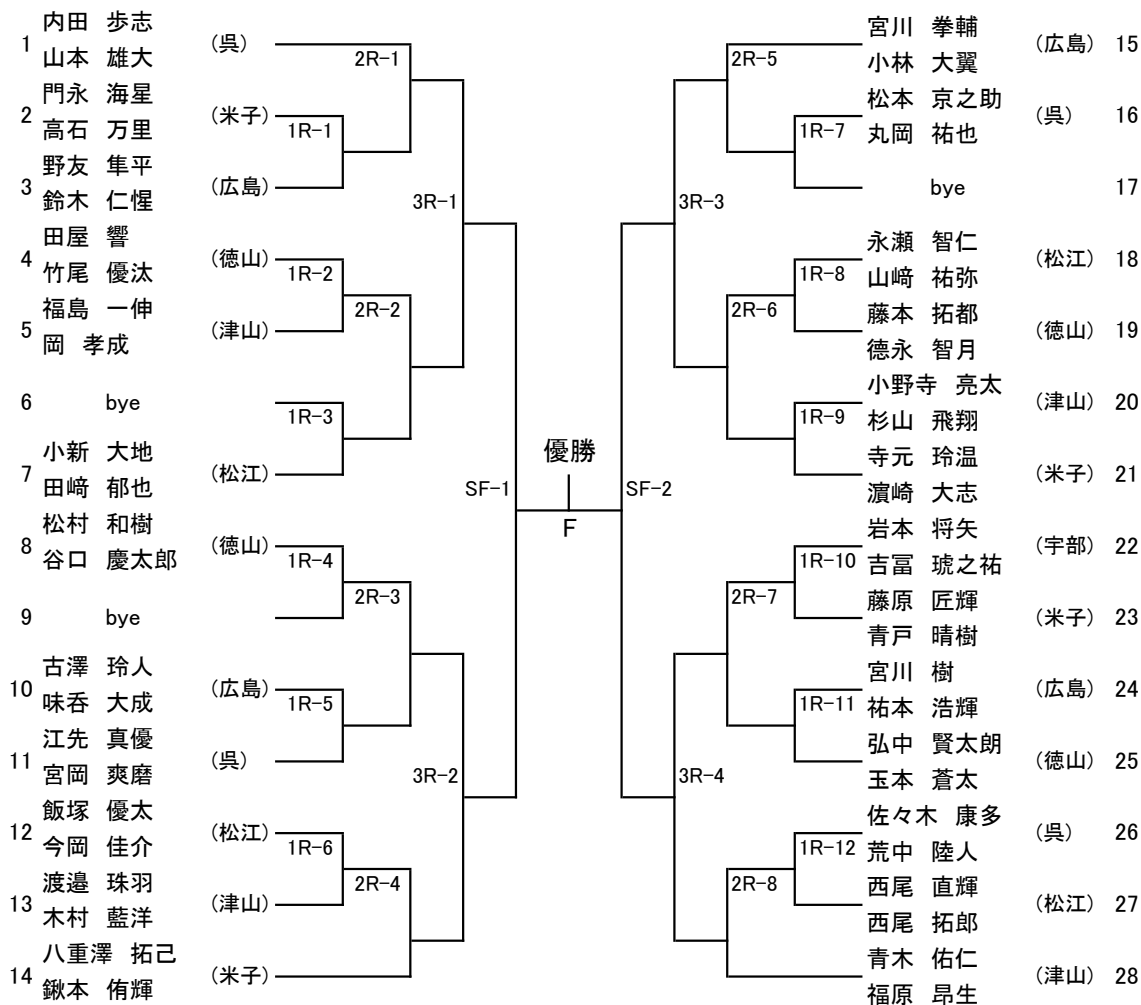 内田 歩志
1 (呉)
山本 雄大
2R-1
門永 海星
2 (米子)
高石 万里
1R-1
野友 隼平
3 (広島)
鈴木 仁惺
3R-1
田屋 響
4 (徳山)
竹尾 優汰
1R-2
福島 一伸
2R-2
5 (津山)
岡 孝成
6 bye
1R-3
小新 大地
7 (松江)
田﨑 郁也
SF-1
松村 和樹
8 (徳山)
谷口 慶太郎
1R-4
2R-3
9 bye
古澤 玲人
10 (広島)
味呑 大成
1R-5
江先 真優
11 (呉)
宮岡 爽磨
3R-2
飯塚 優太
12 (松江)
今岡 佳介
1R-6
渡邉 珠羽
2R-4
13 (津山)
木村 藍洋
八重澤 拓己
14 (米子)
鍬本 侑輝
優勝
F
宮川 拳輔
(広島) 15
小林 大翼
2R-5
松本 京之助
(呉) 16
丸岡 祐也
1R-7
bye 17
3R-3
永瀬 智仁
(松江) 18
山﨑 祐弥
1R-8
藤本 拓都
2R-6
(徳山) 19
德永 智月
小野寺 亮太
(津山) 20
杉山 飛翔
1R-9
寺元 玲温
(米子) 21
濵崎 大志
SF-2
岩本 将矢
(宇部) 22
吉冨 琥之祐
1R-10
藤原 匠輝
2R-7
(米子) 23
青戸 晴樹
宮川 樹
(広島) 24
祐本 浩輝
1R-11
弘中 賢太朗
(徳山) 25
玉本 蒼太
3R-4
佐々木 康多
(呉) 26
荒中 陸人
1R-12
西尾 直輝
2R-8
(松江) 27
西尾 拓郎
青木 佑仁
(津山) 28
福原 昂生